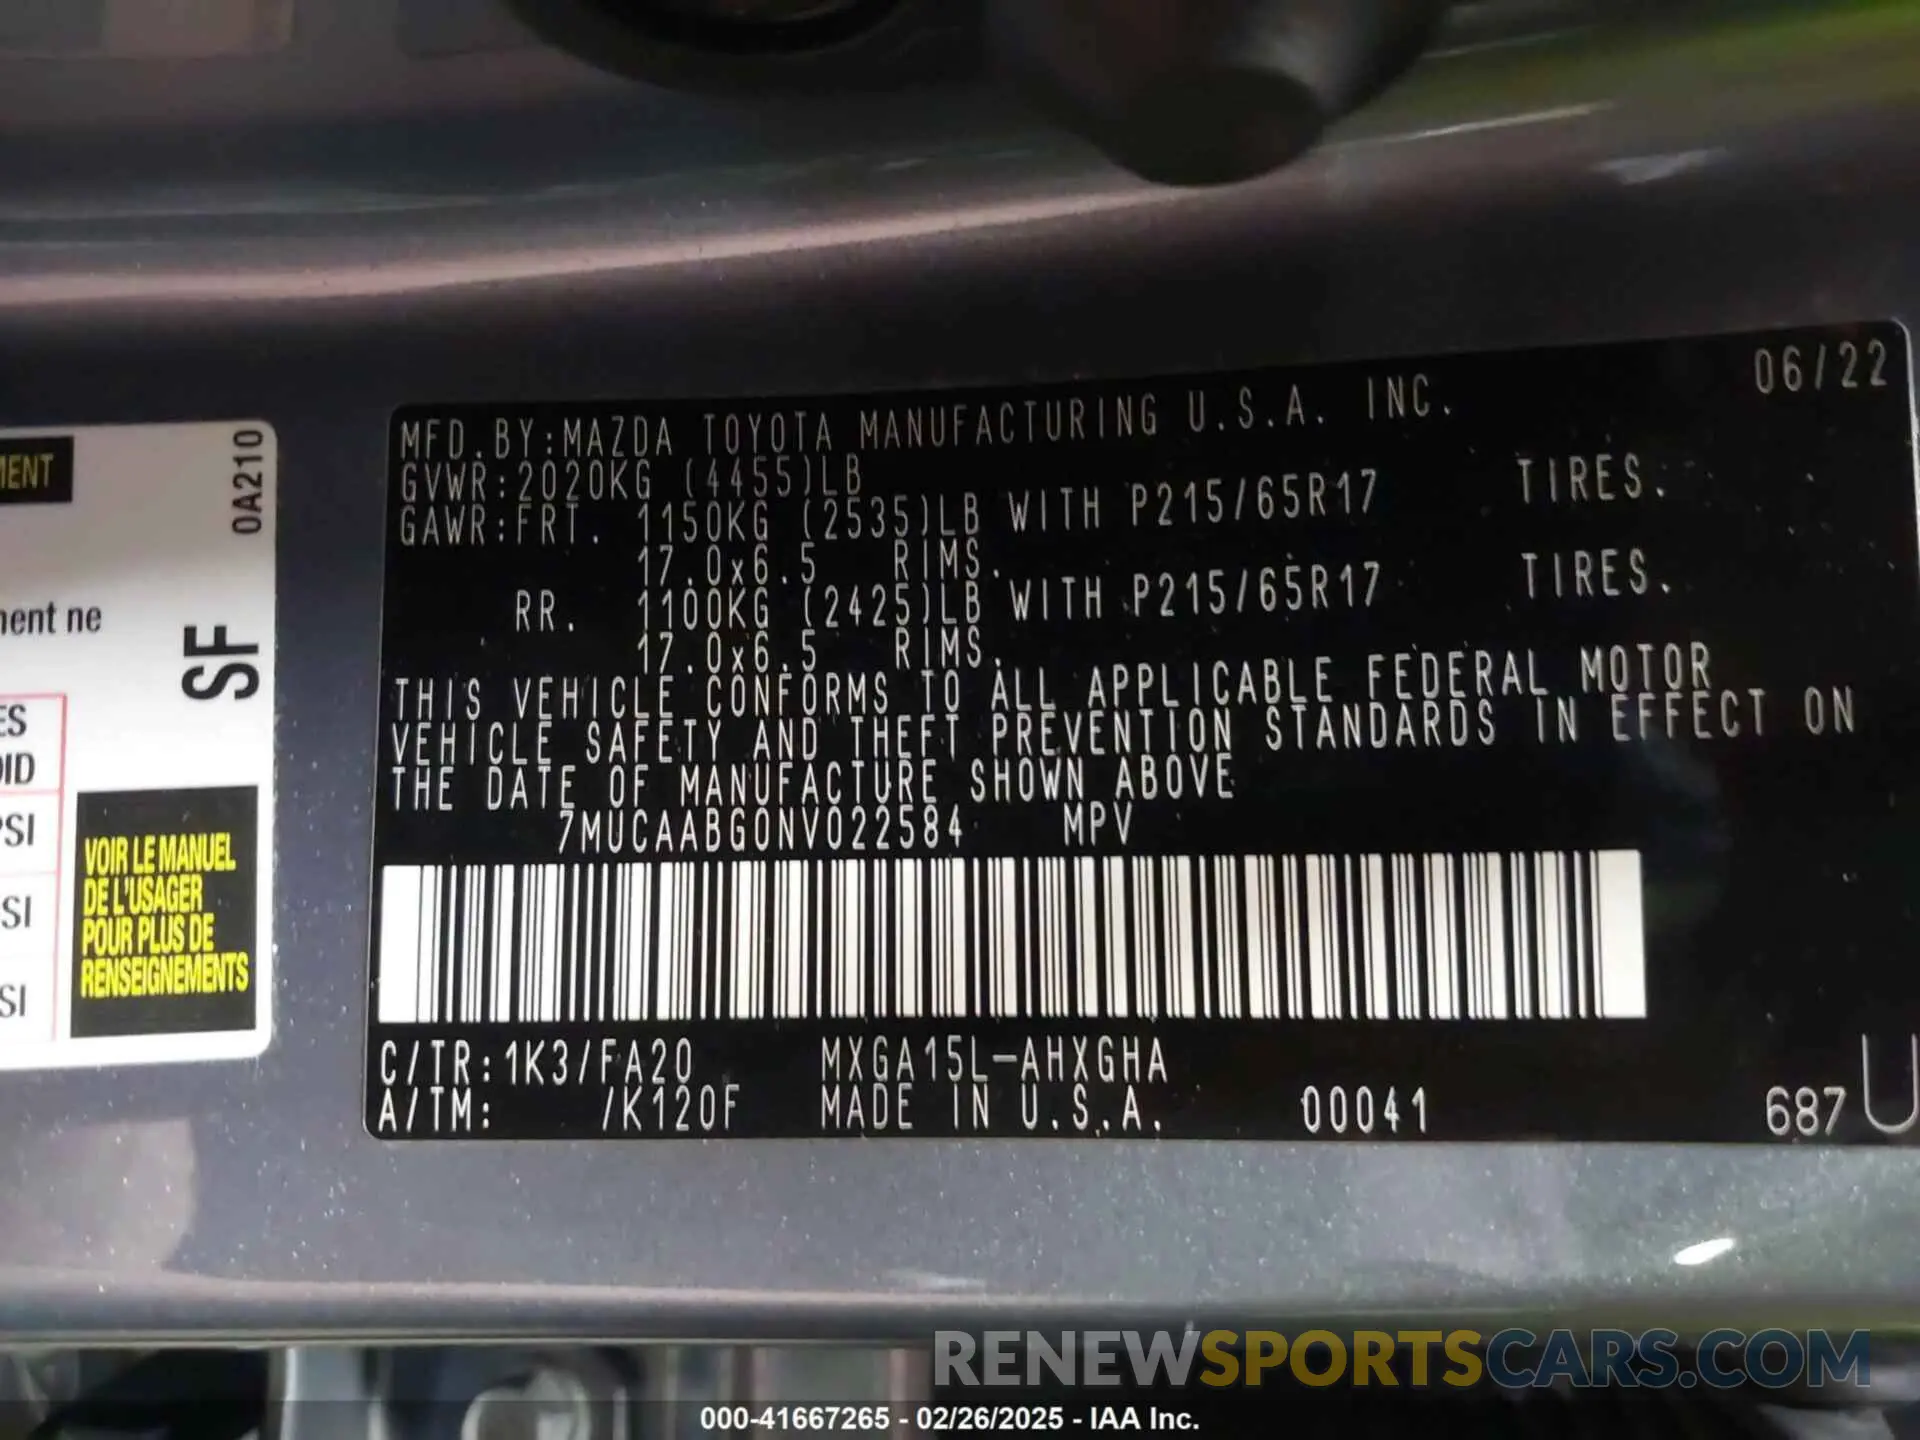 06/22
MFD.BY:MAZDA TOYOTA MANUFACTURING U.S.A. INC.
GVWR:2020KG (4455)LB
GAWR:FRT. 1150KG (2535)LB WITH P215/65R17 TIRES.
17.0x6.5 RIMS.
RR. 1100KG (2425)LB WITH P215/65R17 TIRES.
17.0x6.5 RIMS.
THIS VEHICLE CONFORMS TO ALL APPLICABLE FEDERAL MOTOR
VEHICLE SAFETY AND THEFT PREVENTION STANDARDS IN EFFECT ON
THE DATE OF MANUFACTURE SHOWN ABOVE
7MUCAABG0NV022584 MPV
C/TR:1K3/FA20 MXGA15L-AHXGHA
A/TM: /K120F MADE IN U.S.A. 00041 687 U
0A210
SF
ment ne
PSI
VOIR LE MANUEL
DE L'USAGER
POUR PLUS DE
RENSEIGNEMENTS
RENEWSPORTSCARS.COM
000-41667265 - 02/26/2025 - IAA Inc.